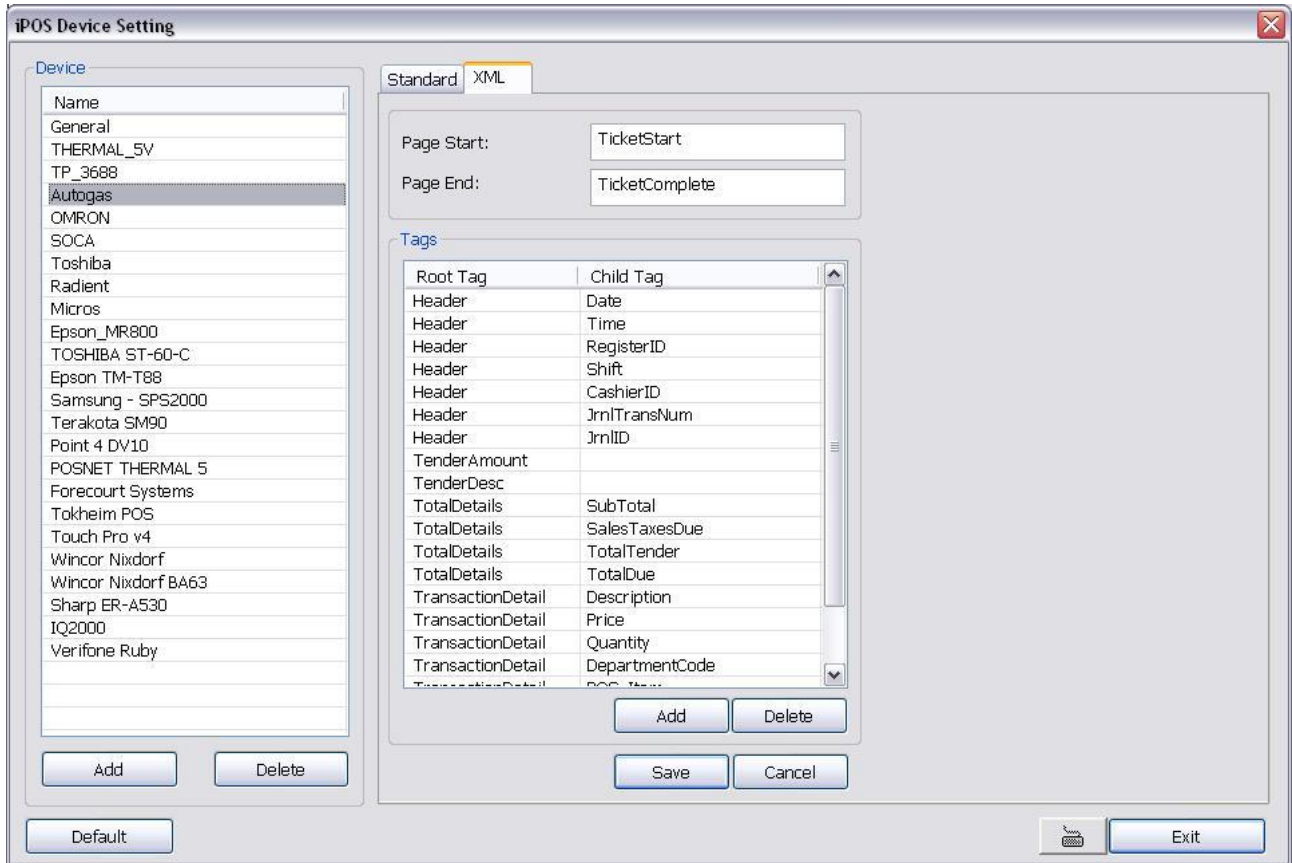 iPOS Device Setting
Device
Name
General
THERMAL_5V
TP_3688
Autogas
OMRON
SOCA
Toshiba
Radient
Micros
Epson_MR800
TOSHIBA ST-60-C
Epson TM-T88
Samsung - SPS2000
Terakota SM90
Point 4 DV10
POSNET THERMAL 5
Forecourt Systems
Tokheim POS
Touch Pro v4
Wincor Nixdorf
Wincor Nixdorf BA63
Sharp ER-A530
IQ2000
Verifone Ruby
Add Delete
Default
Standard XML
Page Start: TicketStart
Page End: TicketComplete
Tags
Root Tag Child Tag
Header Date
Header Time
Header RegisterID
Header Shift
Header CashierID
Header JrnlTransNum
Header JrnlID
TenderAmount
TenderDesc
TotalDetails SubTotal
TotalDetails SalesTaxesDue
TotalDetails TotalTender
TotalDetails TotalDue
TransactionDetail Description
TransactionDetail Price
TransactionDetail Quantity
TransactionDetail DepartmentCode
Add Delete
Save Cancel
Exit